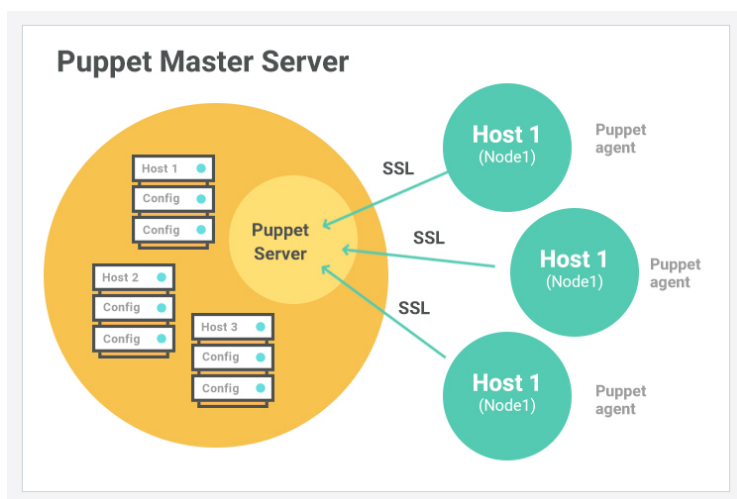 Puppet Master Server
Host 1
Config
Config
Host 2
Config
Config
Host 3
Config
Config
Puppet
Server
SSL
SSL
SSL
Host 1
(Node1)
Puppet
agent
Host 1
(Node1)
Puppet
agent
Host 1
(Node1)
Puppet
agent